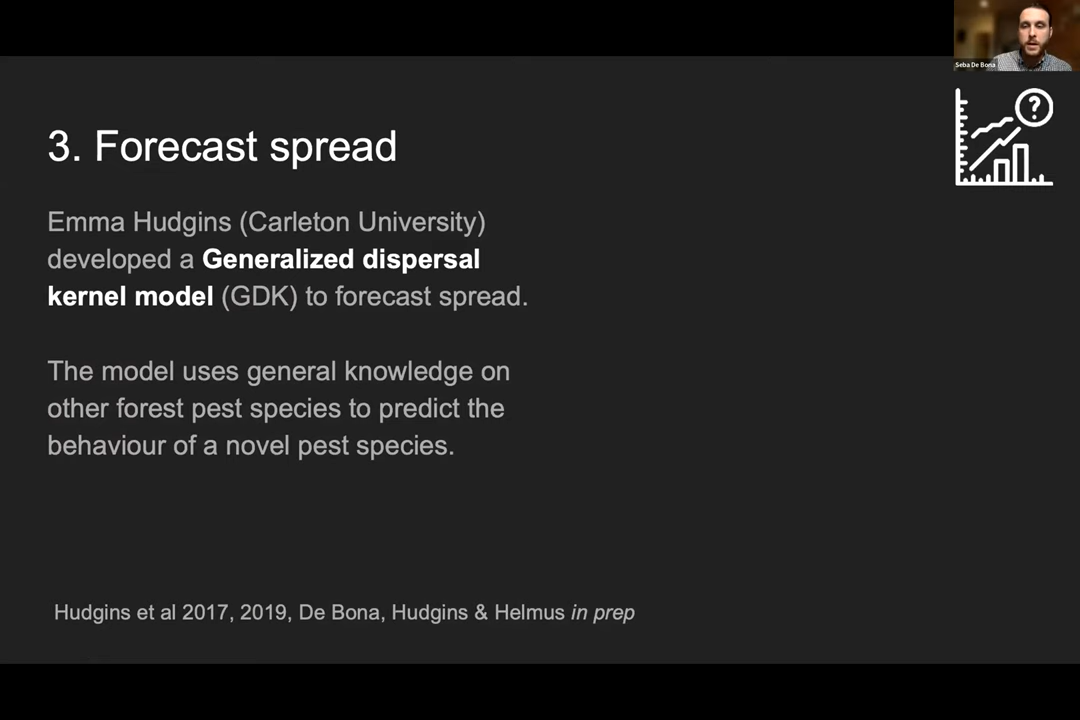 Seba De Bona
?
3. Forecast spread
Emma Hudgins (Carleton University)
developed a Generalized dispersal
kernel model (GDK) to forecast spread.
The model uses general knowledge on
other forest pest species to predict the
behaviour of a novel pest species.
Hudgins et al 2017, 2019, De Bona, Hudgins & Helmus in prep